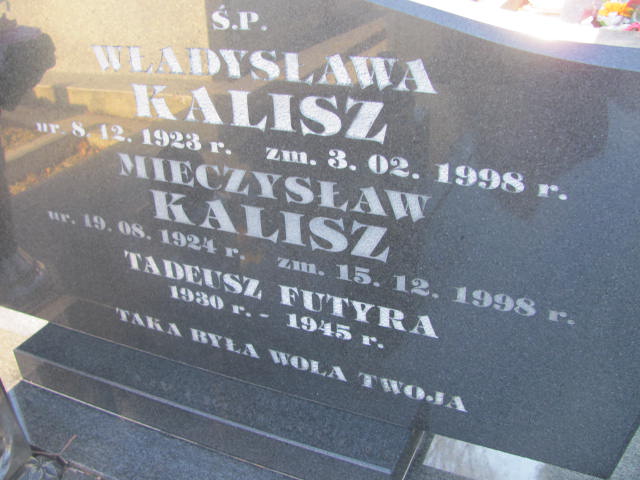 Ś.P.
WŁADYSŁAWA
KALISZ
ur. 8.12.1923 r. zm. 3.02.1998 r.
MIECZYSŁAW
KALISZ
ur. 19.08.1924 r. zm. 15.12.1998 r.
TADEUSZ FUTYRA
1930 r. - 1945 r.
TAKA BYŁA WOLA TWOJA